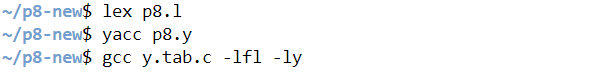 ~/p8-new$ lex p8.l
~/p8-new$ yacc p8.y
~/p8-new$ gcc y.tab.c -lfl -ly